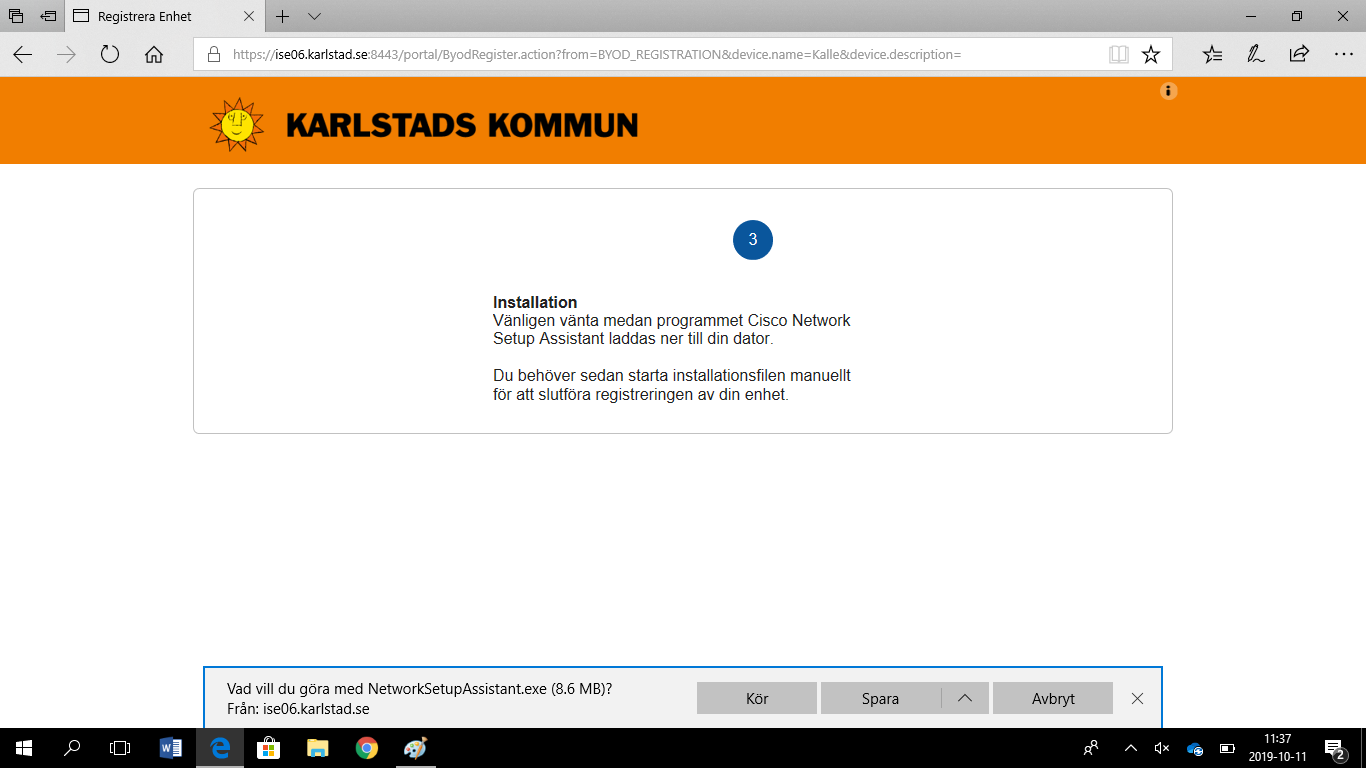 Registrera Enhet
https://ise06.karlstad.se:8443/portal/ByodRegister.action?from=BYOD_REGISTRATION&device.name=Kalle&device.description=
KARLSTADS KOMMUN
3
Installation
Vänligen vänta medan programmet Cisco Network
Setup Assistant laddas ner till din dator.
Du behöver sedan starta installationsfilen manuellt
för att slutföra registreringen av din enhet.
Vad vill du göra med NetworkSetupAssistant.exe (8.6 MB)?
Från: ise06.karlstad.se
Kör
Spara
Avbryt
11:37
2019-10-11
2